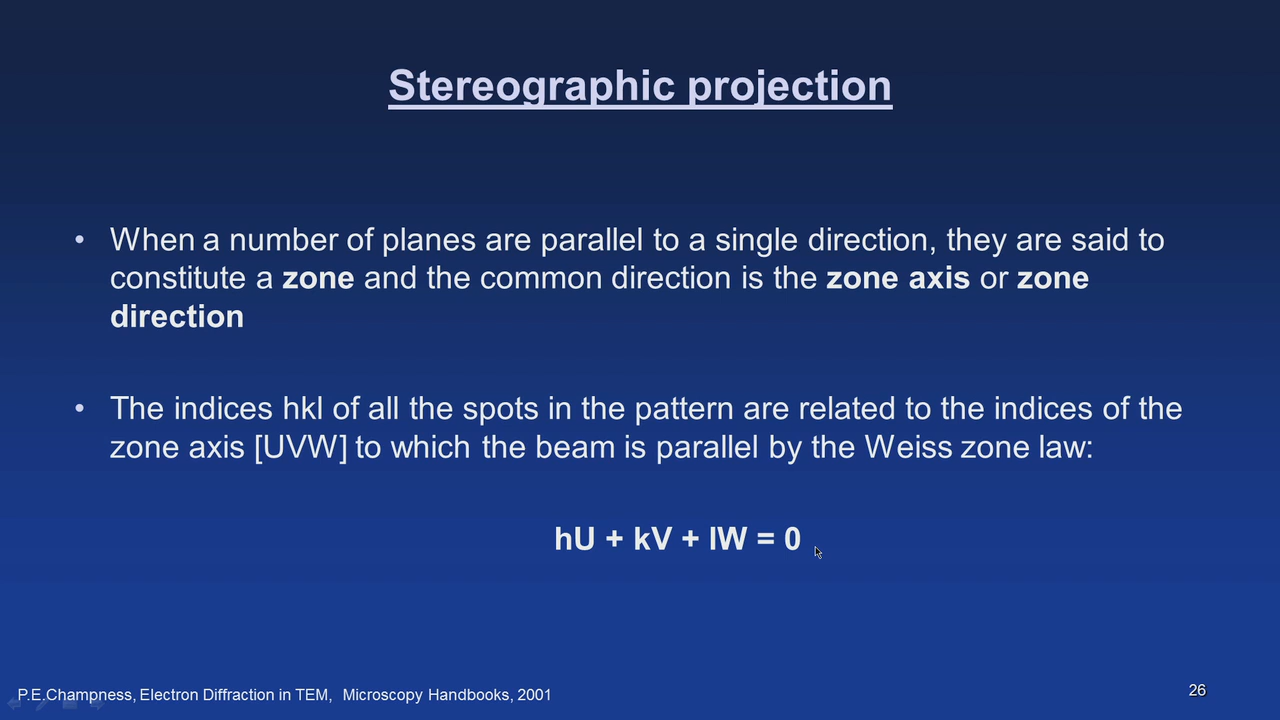 Stereographic projection
• When a number of planes are parallel to a single direction, they are said to
constitute a zone and the common direction is the zone axis or zone
direction
• The indices hkl of all the spots in the pattern are related to the indices of the
zone axis [UVW] to which the beam is parallel by the Weiss zone law:
hU + kV + lW = 0
P.E.Champness, Electron Diffraction in TEM, Microscopy Handbooks, 2001
26